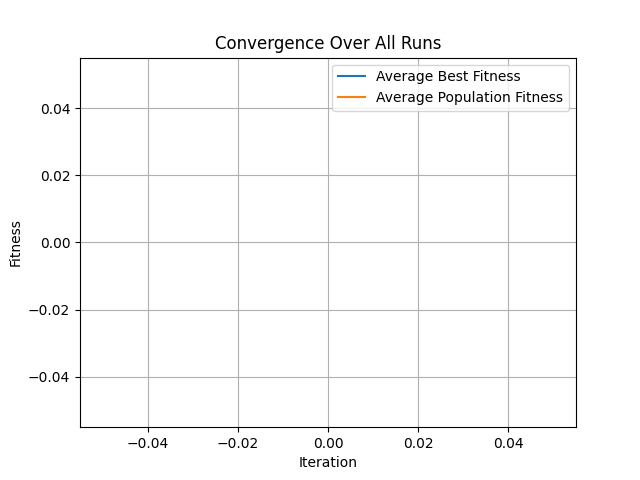 Convergence Over All Runs
Average Best Fitness
Average Population Fitness
0.04
0.02
0.00
−0.02
−0.04
Fitness
−0.04 −0.02 0.00 0.02 0.04
Iteration